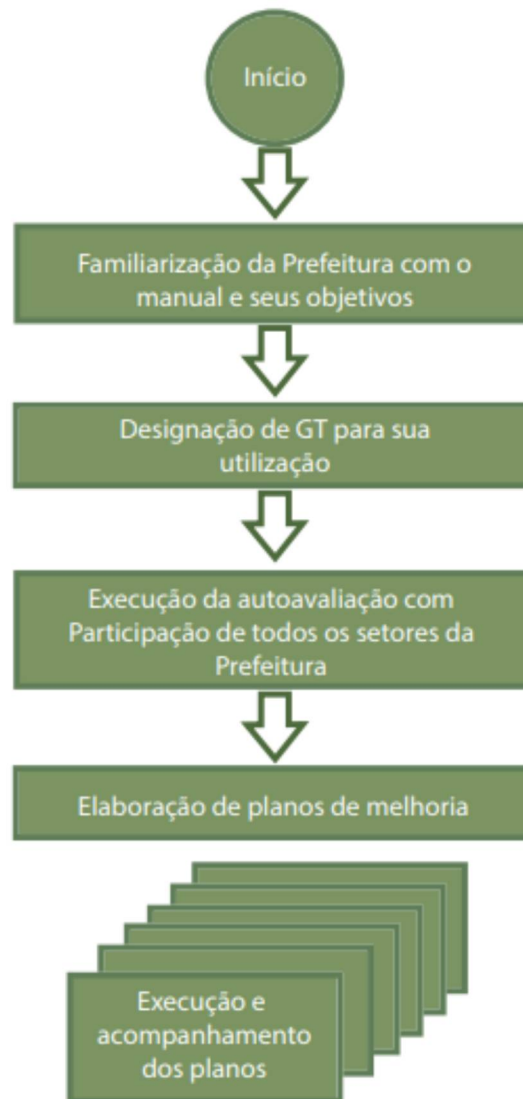 Início
Familiarização da Prefeitura com o
manual e seus objetivos
Designação de GT para sua
utilização
Execução da autoavaliação com
Participação de todos os setores da
Prefeitura
Elaboração de planos de melhoria
Execução e
acompanhamento
dos planos